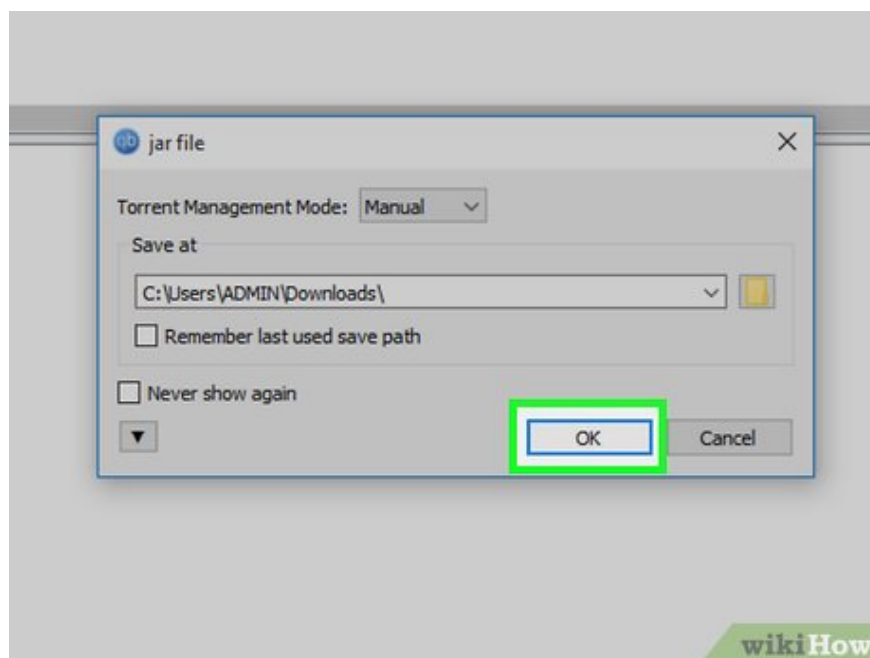 qb jar file
Torrent Management Mode: Manual
Save at
C:\Users\ADMIN\Downloads\
Remember last used save path
Never show again
OK Cancel
wikiHow